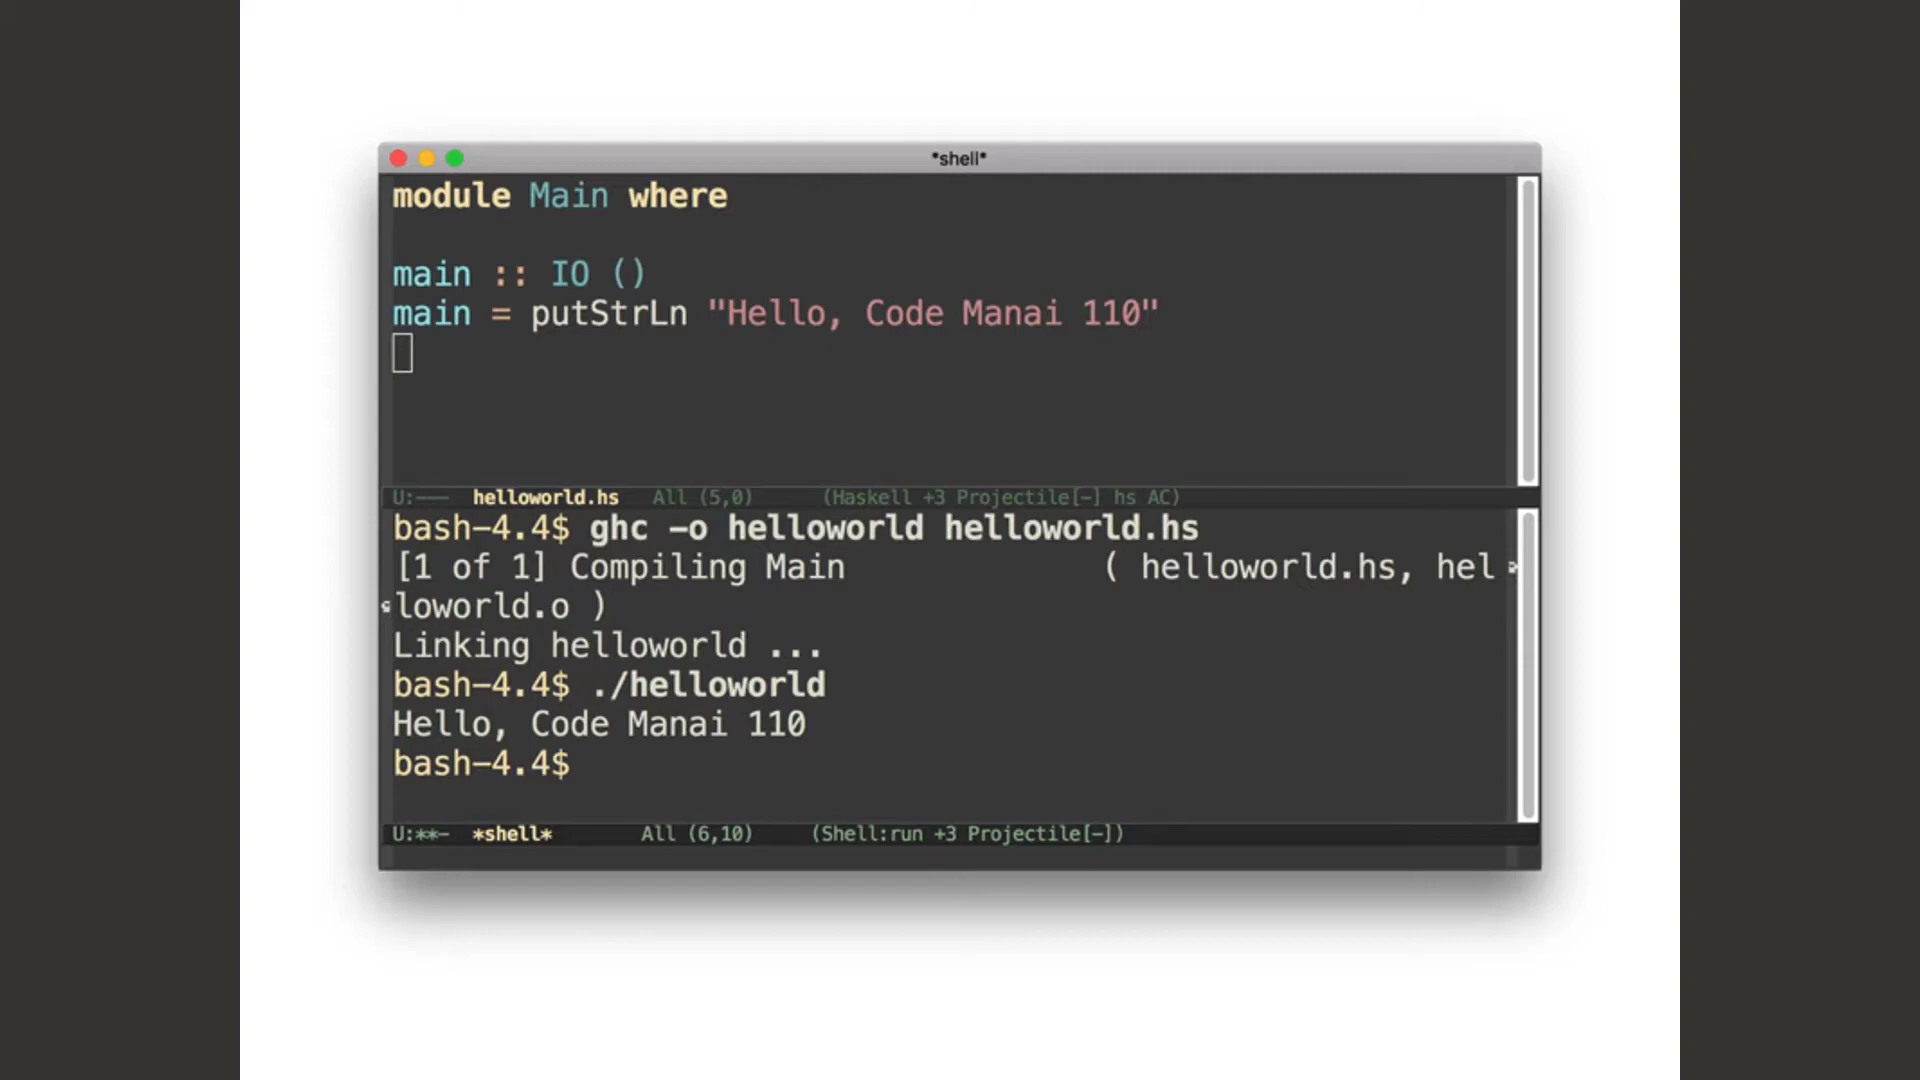 *shell*
module Main where
main :: IO ()
main = putStrLn "Hello, Code Manai 110"
U:--- helloworld.hs All (5,0) (Haskell +3 Projectile[-] hs AC)
bash-4.4$ ghc -o helloworld helloworld.hs
[1 of 1] Compiling Main ( helloworld.hs, hel
loworld.o )
Linking helloworld ...
bash-4.4$ ./helloworld
Hello, Code Manai 110
bash-4.4$
U:**- *shell* All (6,10) (Shell:run +3 Projectile[-])